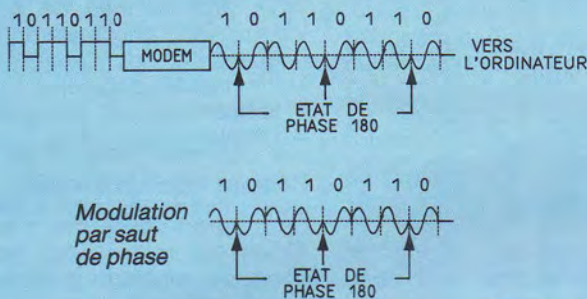 10110110
1 0 1 1 0 1 1 0
MODEM
VERS
L'ORDINATEUR
ETAT DE
PHASE 180
1 0 1 1 0 1 1 0
Modulation
par saut
de phase
ETAT DE
PHASE 180